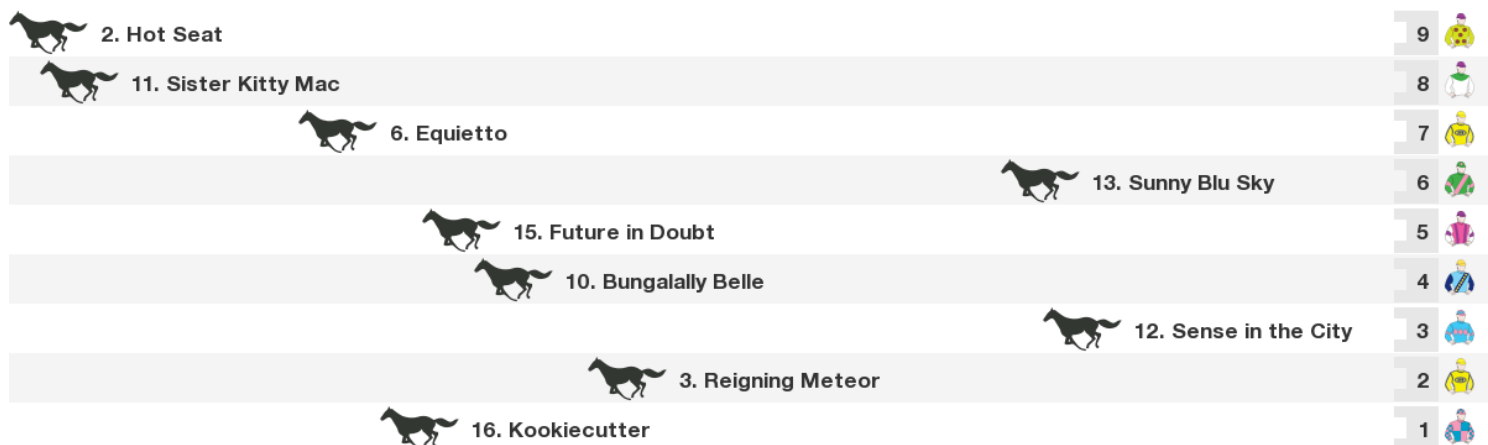 2. Hot Seat 9
11. Sister Kitty Mac 8
6. Equietto 7
13. Sunny Blu Sky 6
15. Future in Doubt 5
10. Bungalally Belle 4
12. Sense in the City 3
3. Reigning Meteor 2
16. Kookiecutter 1